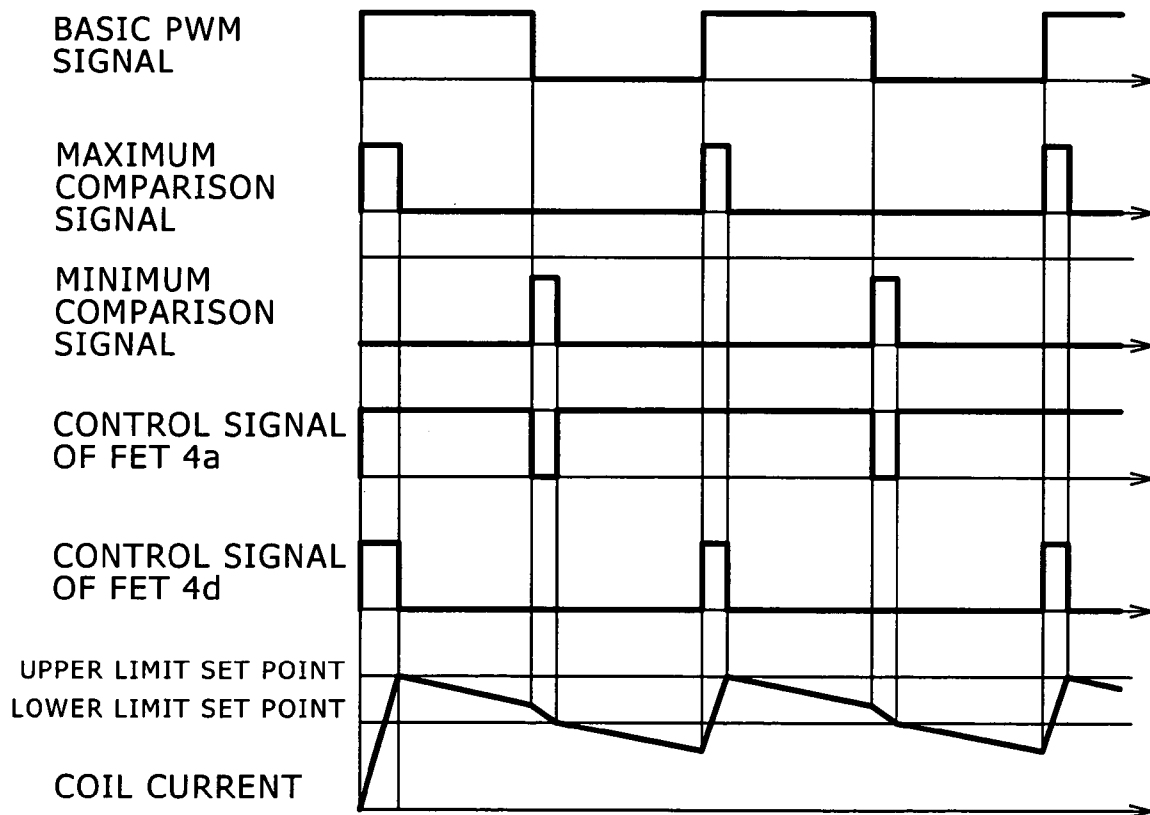 BASIC PWM
SIGNAL
MAXIMUM
COMPARISON
SIGNAL
MINIMUM
COMPARISON
SIGNAL
CONTROL SIGNAL
OF FET 4a
CONTROL SIGNAL
OF FET 4d
UPPER LIMIT SET POINT
LOWER LIMIT SET POINT
COIL CURRENT